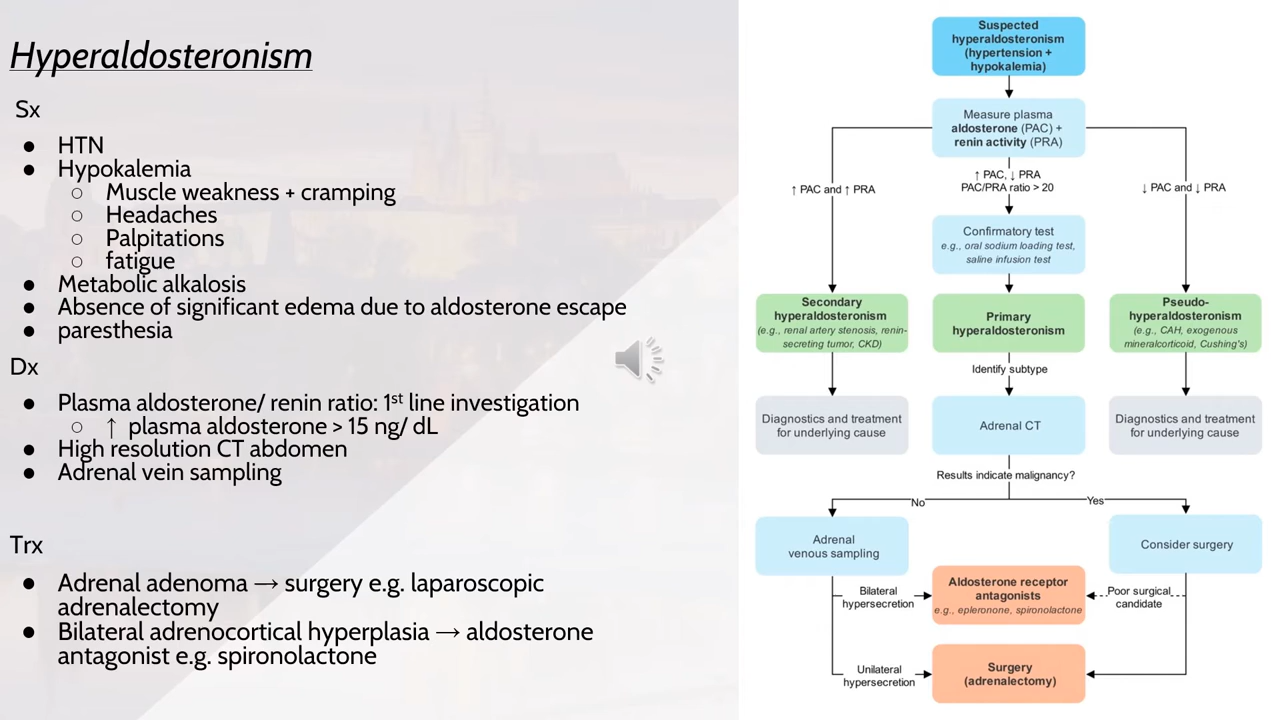 Hyperaldosteronism
Sx
● HTN
● Hypokalemia
○ Muscle weakness + cramping
○ Headaches
○ Palpitations
○ fatigue
● Metabolic alkalosis
● Absence of significant edema due to aldosterone escape
● paresthesia
Dx
● Plasma aldosterone/ renin ratio: 1st line investigation
○ ↑ plasma aldosterone > 15 ng/ dL
● High resolution CT abdomen
● Adrenal vein sampling
Trx
● Adrenal adenoma → surgery e.g. laparoscopic
adrenalectomy
● Bilateral adrenocortical hyperplasia → aldosterone
antagonist e.g. spironolactone
Suspected
hyperaldosteronism
(hypertension +
hypokalemia)
Measure plasma
aldosterone (PAC) +
renin activity (PRA)
↑ PAC and ↑ PRA
↑ PAC, ↓ PRA
PAC/PRA ratio > 20
↓ PAC and ↓ PRA
Confirmatory test
e.g., oral sodium loading test,
saline infusion test
Secondary
hyperaldosteronism
(e.g., renal artery stenosis, renin-
secreting tumor, CKD)
Primary
hyperaldosteronism
Pseudo-
hyperaldosteronism
(e.g., CAH, exogenous
mineralcorticoid, Cushing's)
Identify subtype
Diagnostics and treatment
for underlying cause
Adrenal CT
Diagnostics and treatment
for underlying cause
Results indicate malignancy?
No
Yes
Adrenal
venous sampling
Consider surgery
Bilateral
hypersecretion
Aldosterone receptor
antagonists
e.g., epleronone, spironolactone
Poor surgical
candidate
Unilateral
hypersecretion
Surgery
(adrenalectomy)